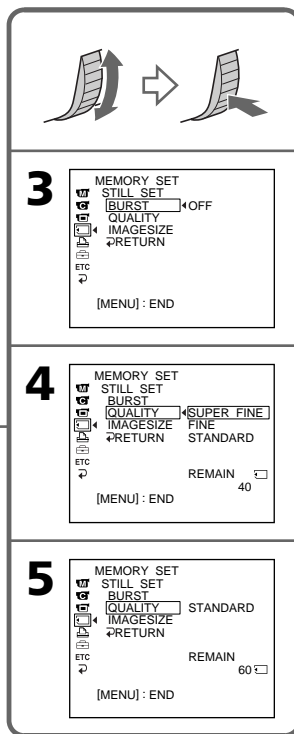 3
MEMORY SET
STILL SET
BURST OFF
QUALITY
IMAGESIZE
RETURN
ETC
[MENU] : END
4
MEMORY SET
STILL SET
BURST
QUALITY SUPER FINE
IMAGESIZE FINE
RETURN STANDARD
ETC
REMAIN
40
[MENU] : END
5
MEMORY SET
STILL SET
BURST
QUALITY STANDARD
IMAGESIZE
RETURN
ETC
REMAIN
60
[MENU] : END